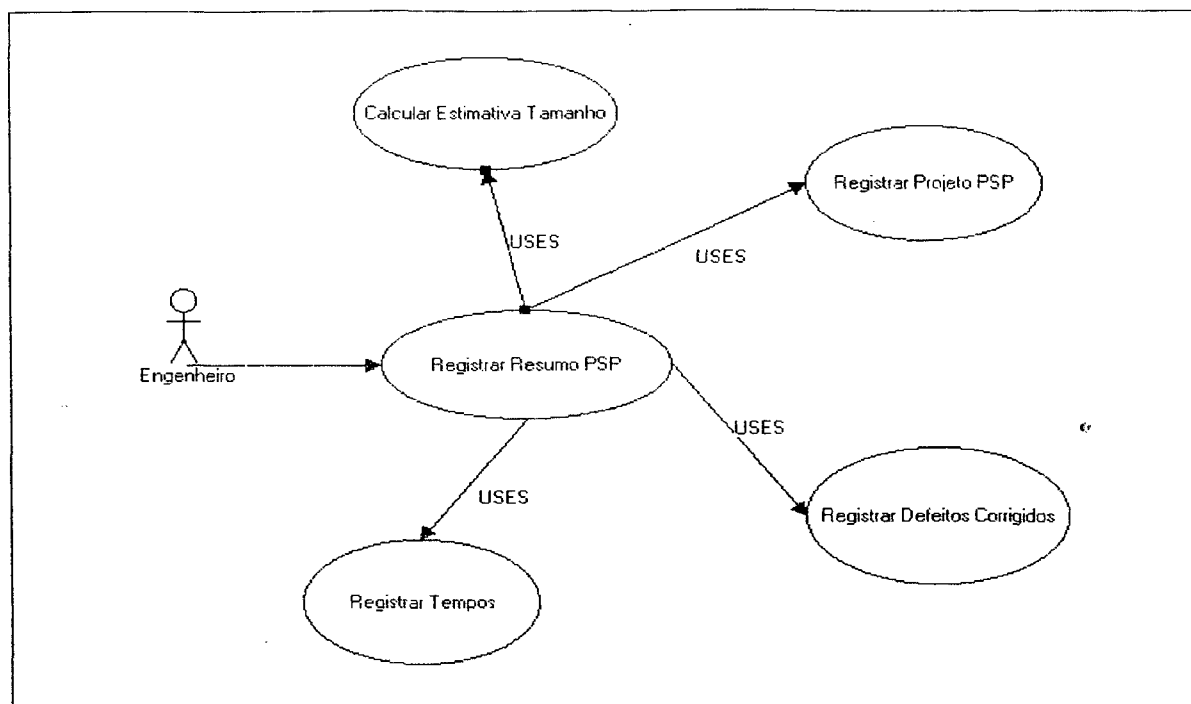 Calcular Estimativa Tamanho
Registrar Projeto PSP
USES
USES
Engenheiro
Registrar Resumo PSP
USES
USES
Registrar Defeitos Corrigidos
Registrar Tempos